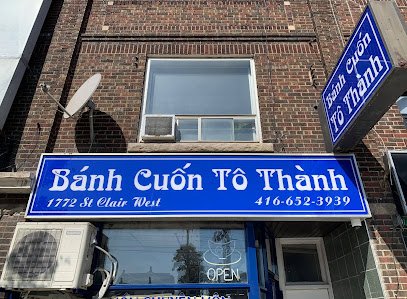 Bánh Cuốn
Tô Thành
Bánh Cuốn Tô Thành
1772 St Clair West
416-652-3939
OPEN